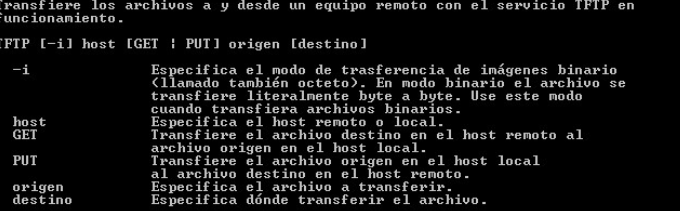 Transfiere los archivos a y desde un equipo remoto con el servicio TFTP en
funcionamiento.
TFTP [-i] host [GET | PUT] origen [destino]
-i Especifica el modo de trasferencia de imágenes binario
(llamado también octeto). En modo binario el archivo se
transfiere literalmente byte a byte. Use este modo
cuando transfiera archivos binarios.
host Especifica el host remoto o local.
GET Transfiere el archivo destino en el host remoto al
archivo origen en el host local.
PUT Transfiere el archivo origen en el host local
al archivo destino en el host remoto.
origen Especifica el archivo a transferir.
destino Especifica dónde transferir el archivo.